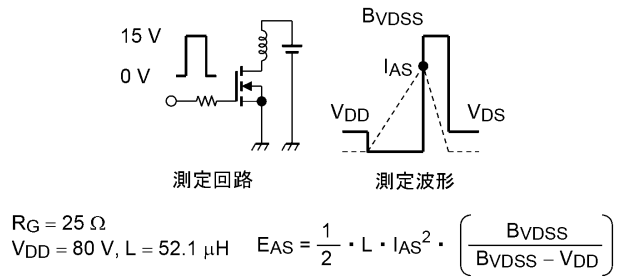 15 V
0 V
BVDSS
IAS
VDD
VDS
測定回路
測定波形
RG = 25 Ω
VDD = 80 V, L = 52.1 μH
EAS = 1/2 ・ L ・ IAS² ・ (BVDSS / BVDSS − VDD)